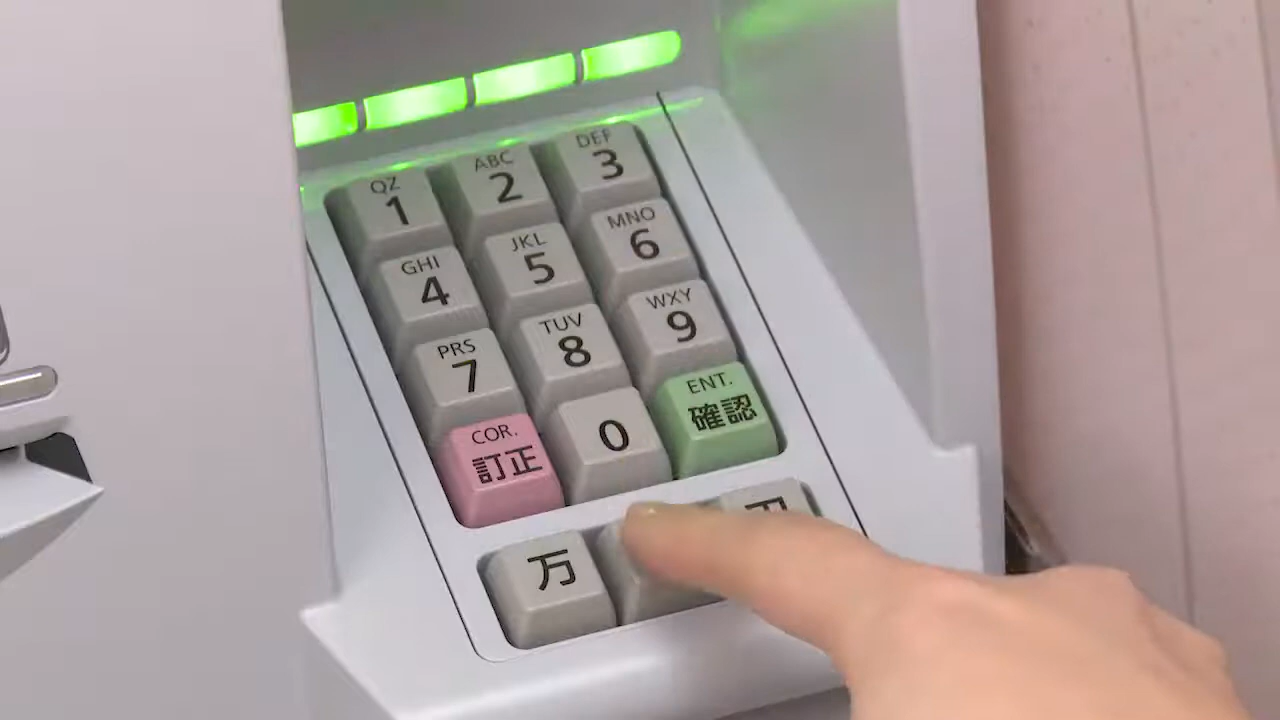 QZ
1
ABC
2
DEF
3
GHI
4
JKL
5
MNO
6
PRS
7
TUV
8
WXY
9
COR.
訂正
0
ENT.
確認
万